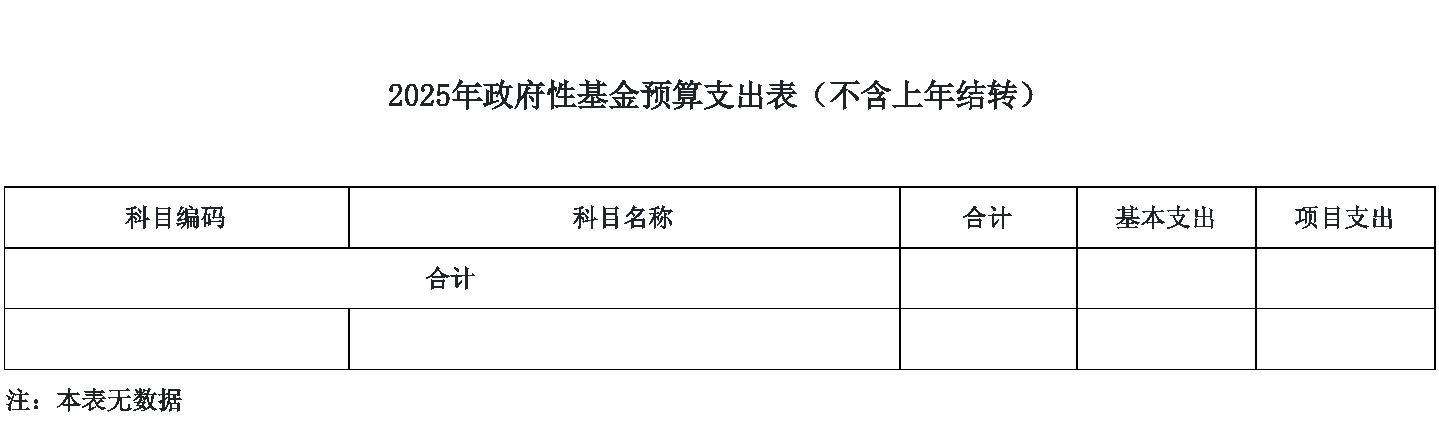 2025年政府性基金预算支出表（不含上年结转）
科目编码 科目名称 合计 基本支出 项目支出
合计
注：本表无数据